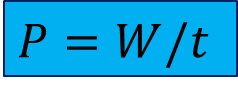 P = W/t